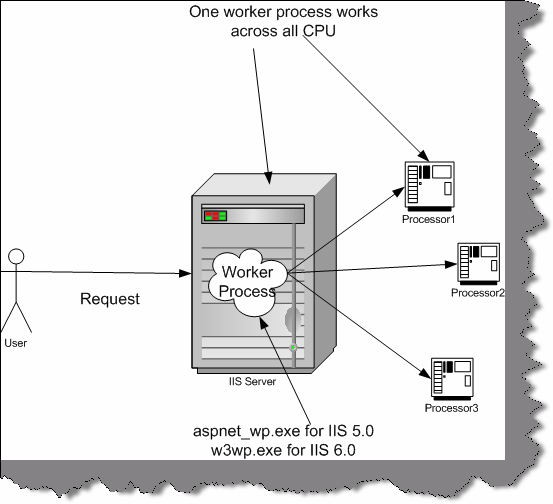 One worker process works
across all CPU
Processor1
Worker
Process
Processor2
Request
User
IIS Server
Processor3
aspnet_wp.exe for IIS 5.0
w3wp.exe for IIS 6.0